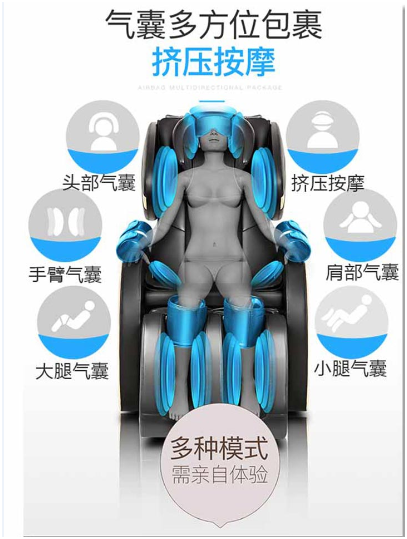 气囊多方位包裹
挤压按摩
AIRBAG MULTIDIRECTIONAL PACKAGE
头部气囊
挤压按摩
手臂气囊
肩部气囊
大腿气囊
小腿气囊
多种模式
需亲自体验